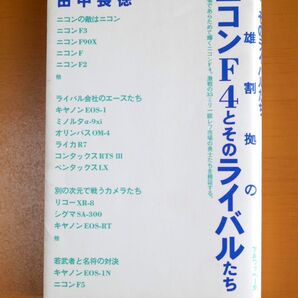 田中長徳
ニコンの敵はニコン
ニコンF3
ニコンF90X
ニコンF
ニコンF2
他
ライバル会社のエースたち
キヤノンEOS-1
ミノルタα-9xi
オリンパスOM-4
ライカR7
コンタックスRTS III
ペンタックスLX
別の次元で戦うカメラたち
リコーXR-8
シグマSA-300
キヤノンEOS-RT
他
若武者と名将の対決
キヤノンEOS-1N
ニコンF5
雄割拠の
ニコンF4とそのライバルたち